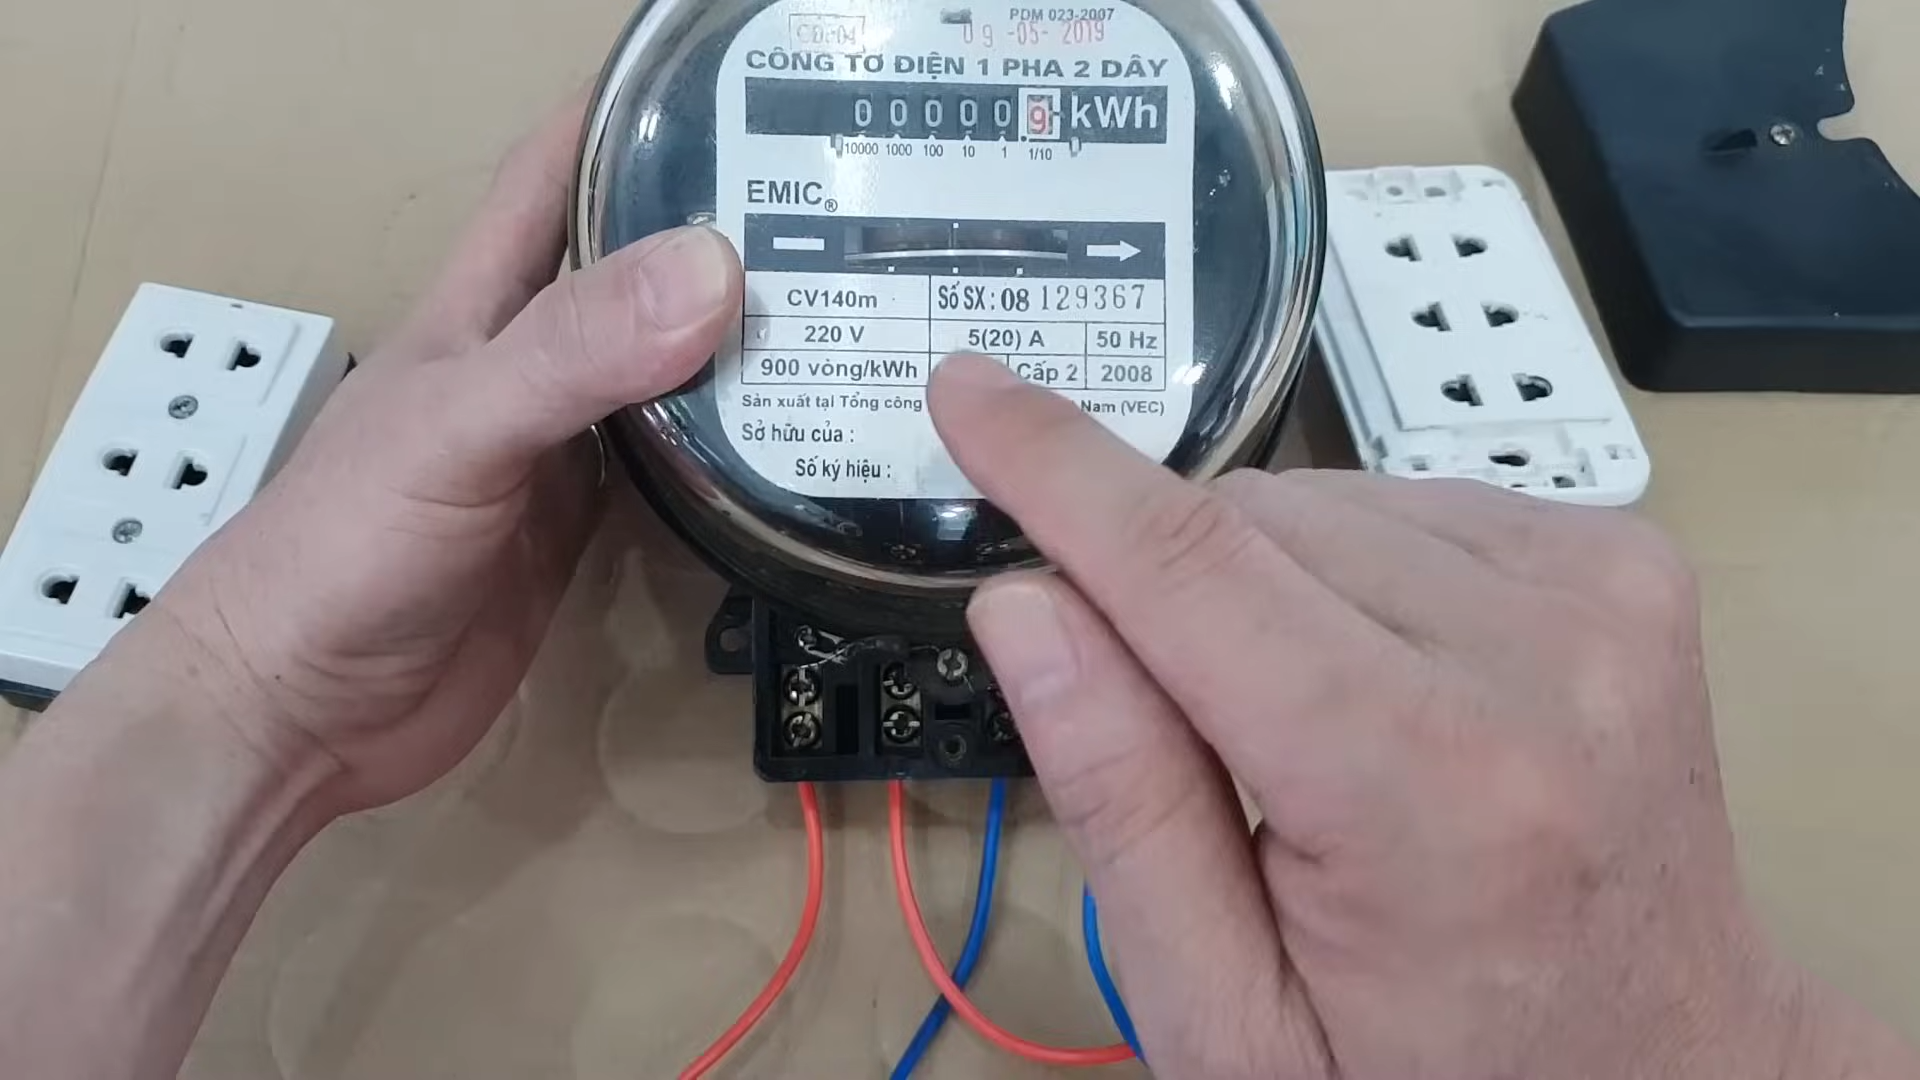 PDM 023-2007
CDc04
09-05-2019
CÔNG TƠ ĐIỆN 1 PHA 2 DÂY
0 0 0 0 0 9 kWh
10000 1000 100 10 1 1/10
EMIC®
CV140m Số SX: 08 129367
220 V 5(20) A 50 Hz
900 vòng/kWh Cấp 2 2008
Sản xuất tại Tổng công Nam (VEC)
Sở hữu của :
Số ký hiệu :